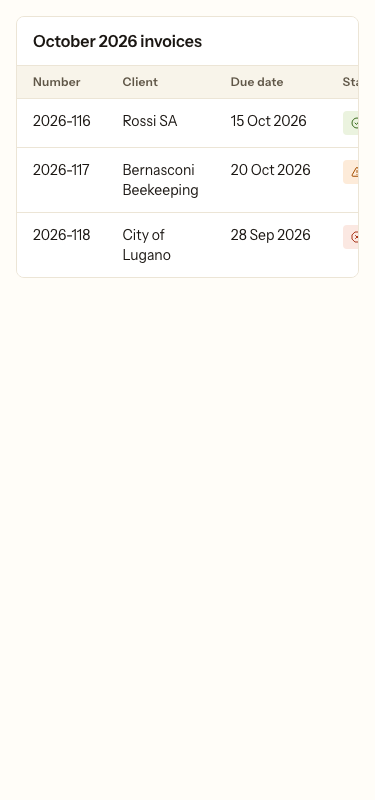 October 2026 invoices
Number Client Due date
2026-116 Rossi SA 15 Oct 2026
2026-117 Bernasconi Beekeeping 20 Oct 2026
2026-118 City of Lugano 28 Sep 2026